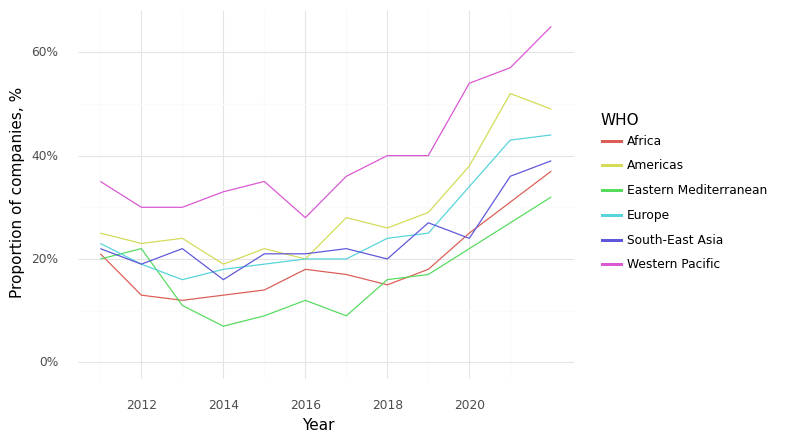 60%
40%
20%
0%
Proportion of companies, %
2012 2014 2016 2018 2020
Year
WHO
Africa
Americas
Eastern Mediterranean
Europe
South-East Asia
Western Pacific